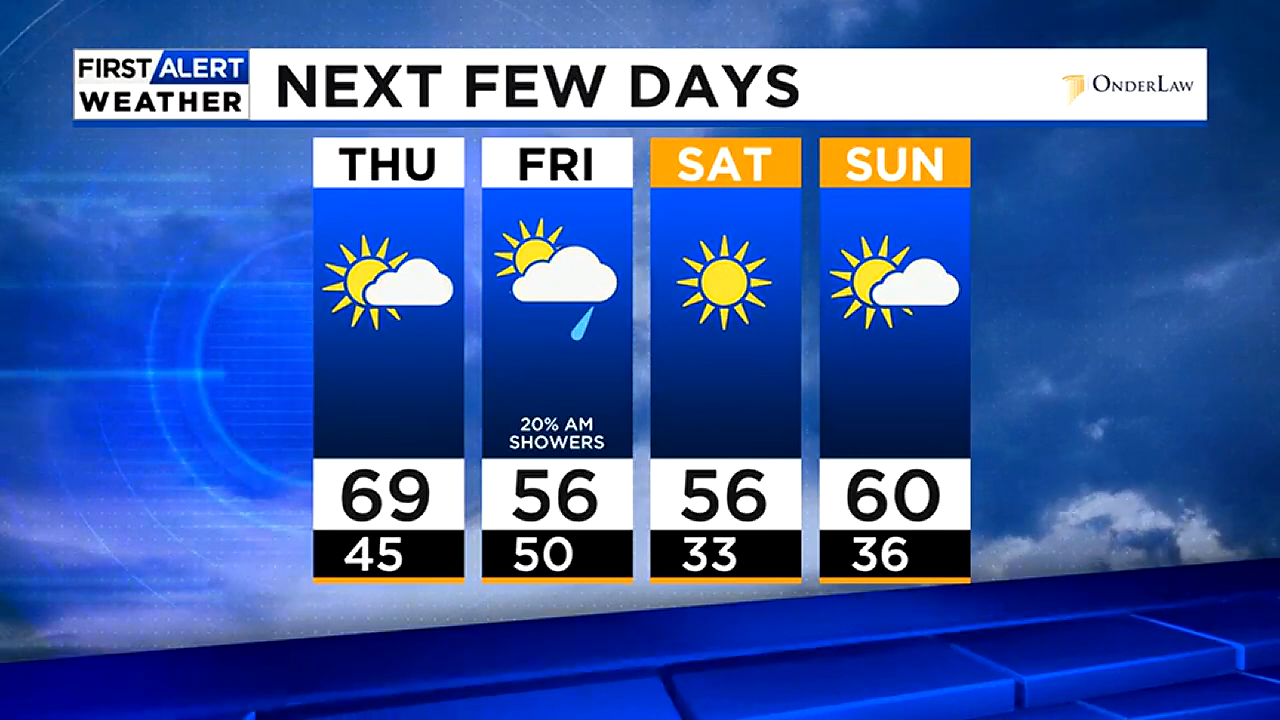 FIRST ALERT
WEATHER
NEXT FEW DAYS
ONDERLAW
THU
FRI
SAT
SUN
20% AM
SHOWERS
69
56
56
60
45
50
33
36